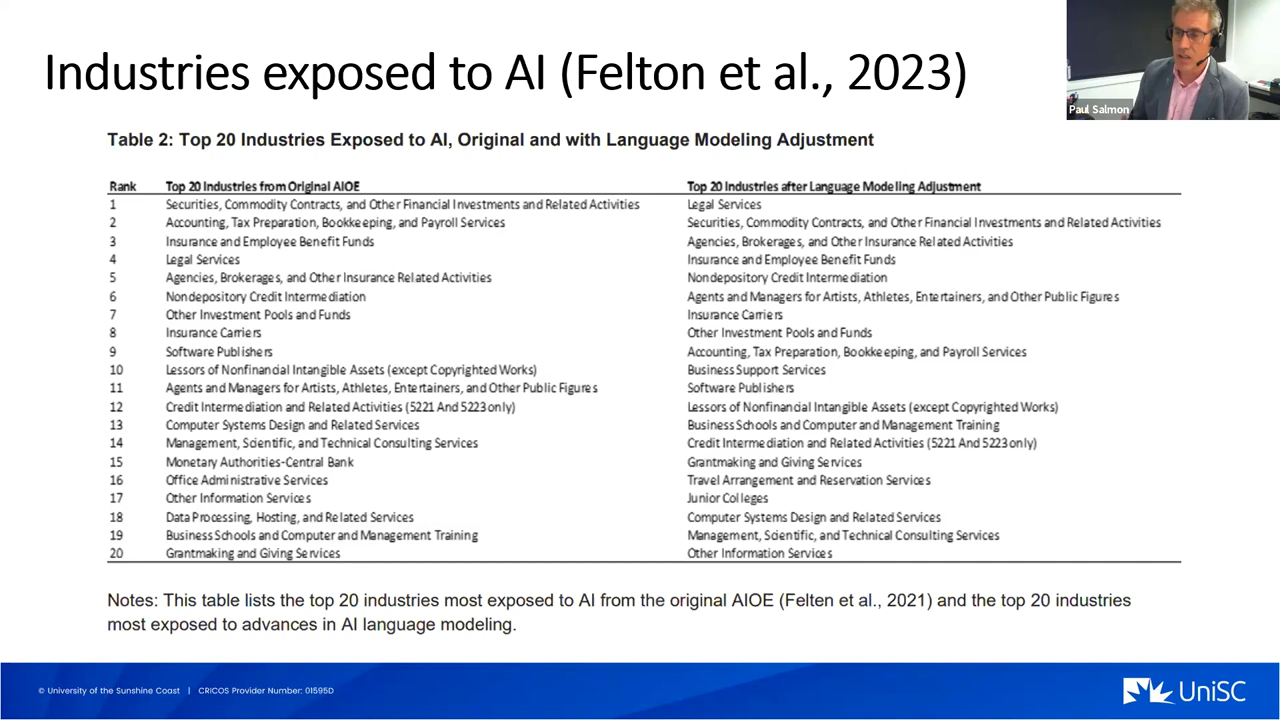 Industries exposed to AI (Felton et al., 2023)
Paul Salmon
Table 2: Top 20 Industries Exposed to AI, Original and with Language Modeling Adjustment
Rank Top 20 Industries from Original AIOE Top 20 Industries after Language Modeling Adjustment
1 Securities, Commodity Contracts, and Other Financial Investments and Related Activities Legal Services
2 Accounting, Tax Preparation, Bookkeeping, and Payroll Services Securities, Commodity Contracts, and Other Financial Investments and Related Activities
3 Insurance and Employee Benefit Funds Agencies, Brokerages, and Other Insurance Related Activities
4 Legal Services Insurance and Employee Benefit Funds
5 Agencies, Brokerages, and Other Insurance Related Activities Nondepository Credit Intermediation
6 Nondepository Credit Intermediation Agents and Managers for Artists, Athletes, Entertainers, and Other Public Figures
7 Other Investment Pools and Funds Insurance Carriers
8 Insurance Carriers Other Investment Pools and Funds
9 Software Publishers Accounting, Tax Preparation, Bookkeeping, and Payroll Services
10 Lessors of Nonfinancial Intangible Assets (except Copyrighted Works) Business Support Services
11 Agents and Managers for Artists, Athletes, Entertainers, and Other Public Figures Software Publishers
12 Credit Intermediation and Related Activities (5221 And 5223 only) Lessors of Nonfinancial Intangible Assets (except Copyrighted Works)
13 Computer Systems Design and Related Services Business Schools and Computer and Management Training
14 Management, Scientific, and Technical Consulting Services Credit Intermediation and Related Activities (5221 And 5223 only)
15 Monetary Authorities-Central Bank Grantmaking and Giving Services
16 Office Administrative Services Travel Arrangement and Reservation Services
17 Other Information Services Junior Colleges
18 Data Processing, Hosting, and Related Services Computer Systems Design and Related Services
19 Business Schools and Computer and Management Training Management, Scientific, and Technical Consulting Services
20 Grantmaking and Giving Services Other Information Services
Notes: This table lists the top 20 industries most exposed to AI from the original AIOE (Felten et al., 2021) and the top 20 industries
most exposed to advances in AI language modeling.
© University of the Sunshine Coast | CRICOS Provider Number: 01595D
UniSC